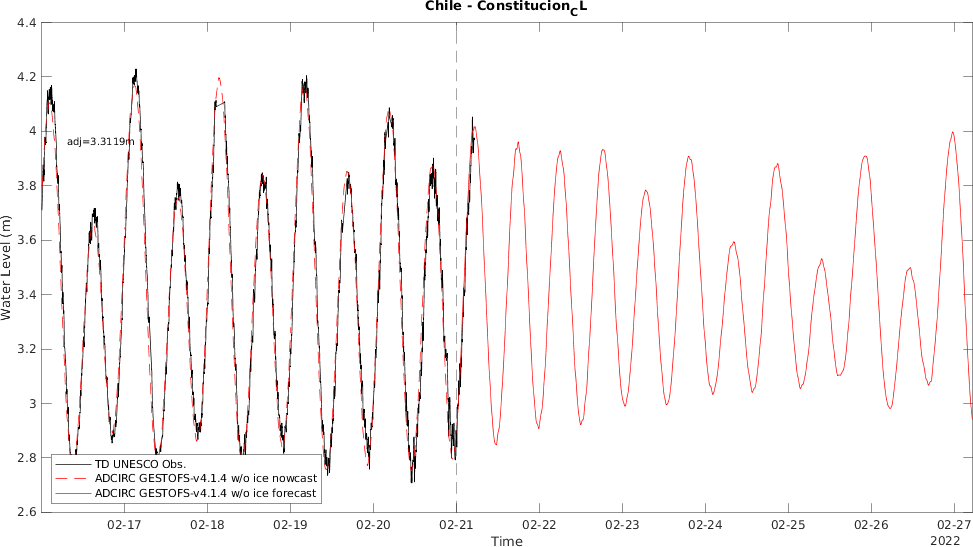 Chile - Constitucion_CL
4.4
4.2
4
3.8
3.6
3.4
3.2
3
2.8
2.6
Water Level (m)
adj=3.3119m
TD UNESCO Obs.
ADCIRC GESTOFS-v4.1.4 w/o ice nowcast
ADCIRC GESTOFS-v4.1.4 w/o ice forecast
02-17 02-18 02-19 02-20 02-21 02-22 02-23 02-24 02-25 02-26 02-27
Time
2022